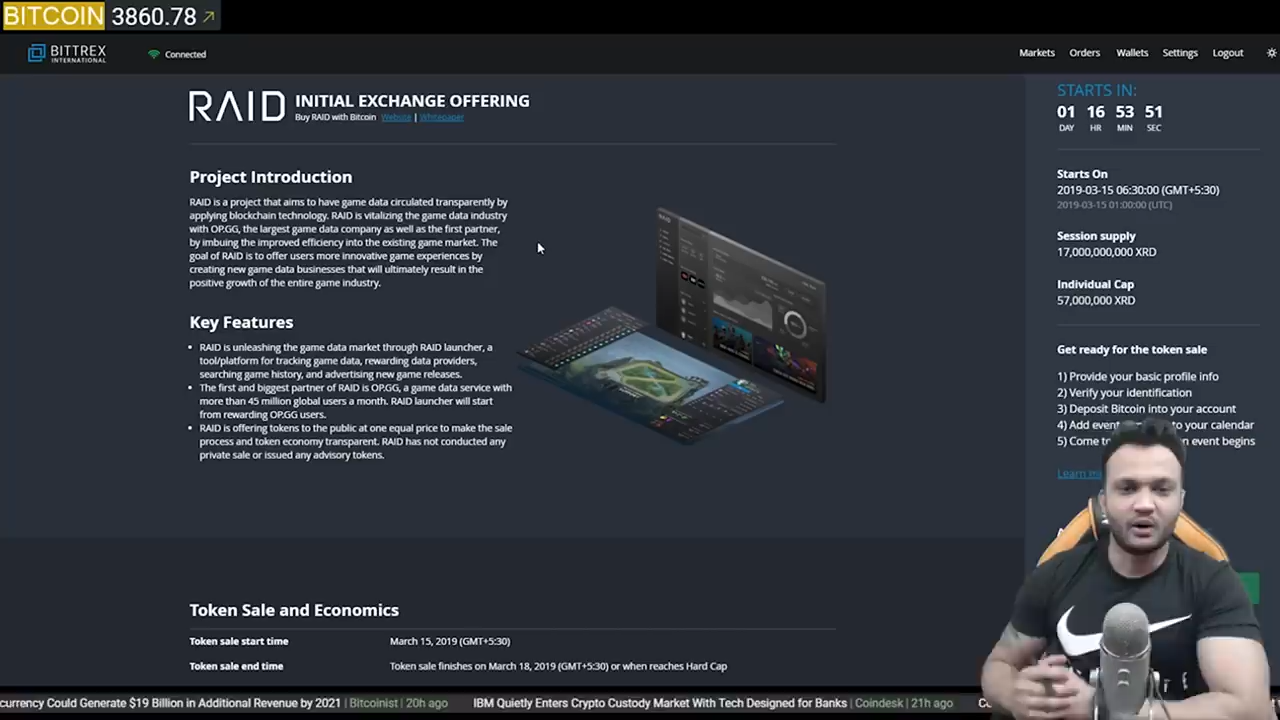 BITCOIN 3860.78
BITTREX
INTERNATIONAL
Connected
Markets Orders Wallets Settings Logout
RAID INITIAL EXCHANGE OFFERING
Buy RAID with Bitcoin Website | Whitepaper
Project Introduction
RAID is a project that aims to have game data circulated transparently by
applying blockchain technology. RAID is vitalizing the game data industry
with OP.GG, the largest game data company as well as the first partner,
by imbuing the improved efficiency into the existing game market. The
goal of RAID is to offer users more innovative game experiences by
creating new game data businesses that will ultimately result in the
positive growth of the entire game industry.
Key Features
RAID is unleashing the game data market through RAID launcher, a
tool/platform for tracking game data, rewarding data providers,
searching game history, and advertising new game releases.
The first and biggest partner of RAID is OP.GG, a game data service with
more than 45 million global users a month. RAID launcher will start
from rewarding OP.GG users.
RAID is offering tokens to the public at one equal price to make the sale
process and token economy transparent. RAID has not conducted any
private sale or issued any advisory tokens.
Token Sale and Economics
Token sale start time March 15, 2019 (GMT+5:30)
Token sale end time Token sale finishes on March 18, 2019 (GMT+5:30) or when reaches Hard Cap
STARTS IN:
01 16 53 51
DAY HR MIN SEC
Starts On
2019-03-15 06:30:00 (GMT+5:30)
2019-03-15 01:00:00 (UTC)
Session supply
17,000,000,000 XRD
Individual Cap
57,000,000 XRD
Get ready for the token sale
1) Provide your basic profile info
2) Verify your identification
3) Deposit Bitcoin into your account
4) Add event to your calendar
5) Come event begins
Learn
currency Could Generate $19 Billion in Additional Revenue by 2021 | Bitcoinist | 20h ago IBM Quietly Enters Crypto Custody Market With Tech Designed for Banks | Coindesk | 21h ago